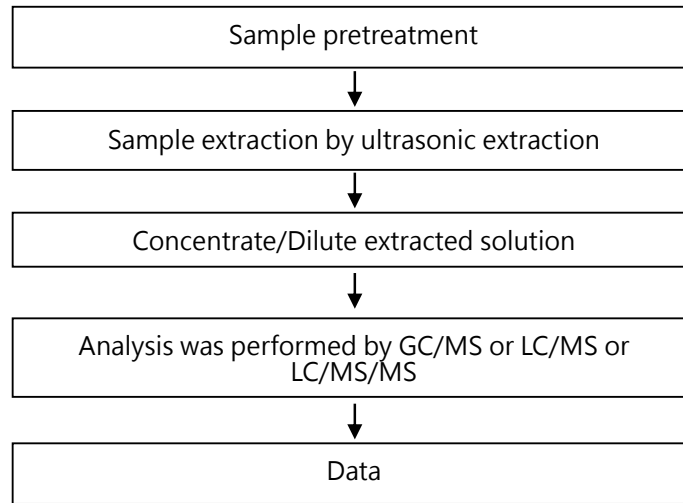 Sample pretreatment
Sample extraction by ultrasonic extraction
Concentrate/Dilute extracted solution
Analysis was performed by GC/MS or LC/MS or
LC/MS/MS
Data